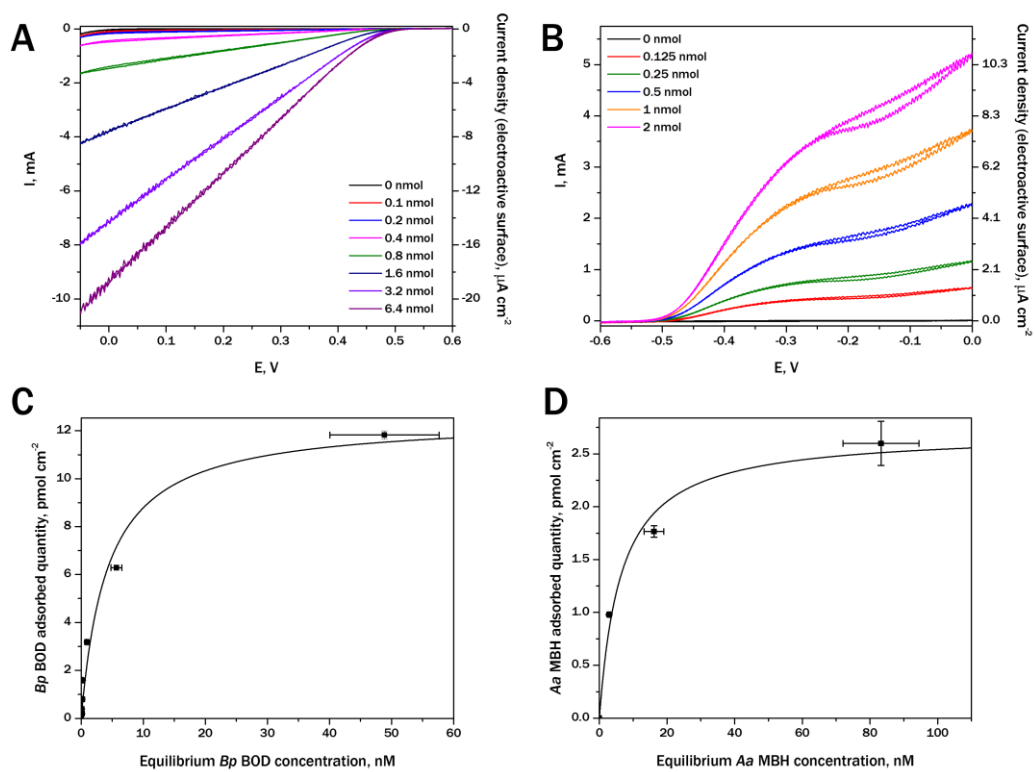 A
I, mA
0
-2
-4
-6
-8
-10
0
-4
-8
-12
-16
-20
Current density (electroactive surface), µA cm-2
0 nmol
0.1 nmol
0.2 nmol
0.4 nmol
0.8 nmol
1.6 nmol
3.2 nmol
6.4 nmol
0.0 0.1 0.2 0.3 0.4 0.5 0.6
E, V
B
I, mA
5
4
3
2
1
0
0 nmol
0.125 nmol
0.25 nmol
0.5 nmol
1 nmol
2 nmol
10.3
8.3
6.2
4.1
2.1
0.0
Current density (electroactive surface), µA cm-2
-0.6 -0.5 -0.4 -0.3 -0.2 -0.1 0.0
E, V
C
Bp BOD adsorbed quantity, pmol cm-2
12
10
8
6
4
2
0
0 10 20 30 40 50 60
Equilibrium Bp BOD concentration, nM
D
Aa MBH adsorbed quantity, pmol cm-2
2.5
2.0
1.5
1.0
0.5
0.0
0 20 40 60 80 100
Equilibrium Aa MBH concentration, nM